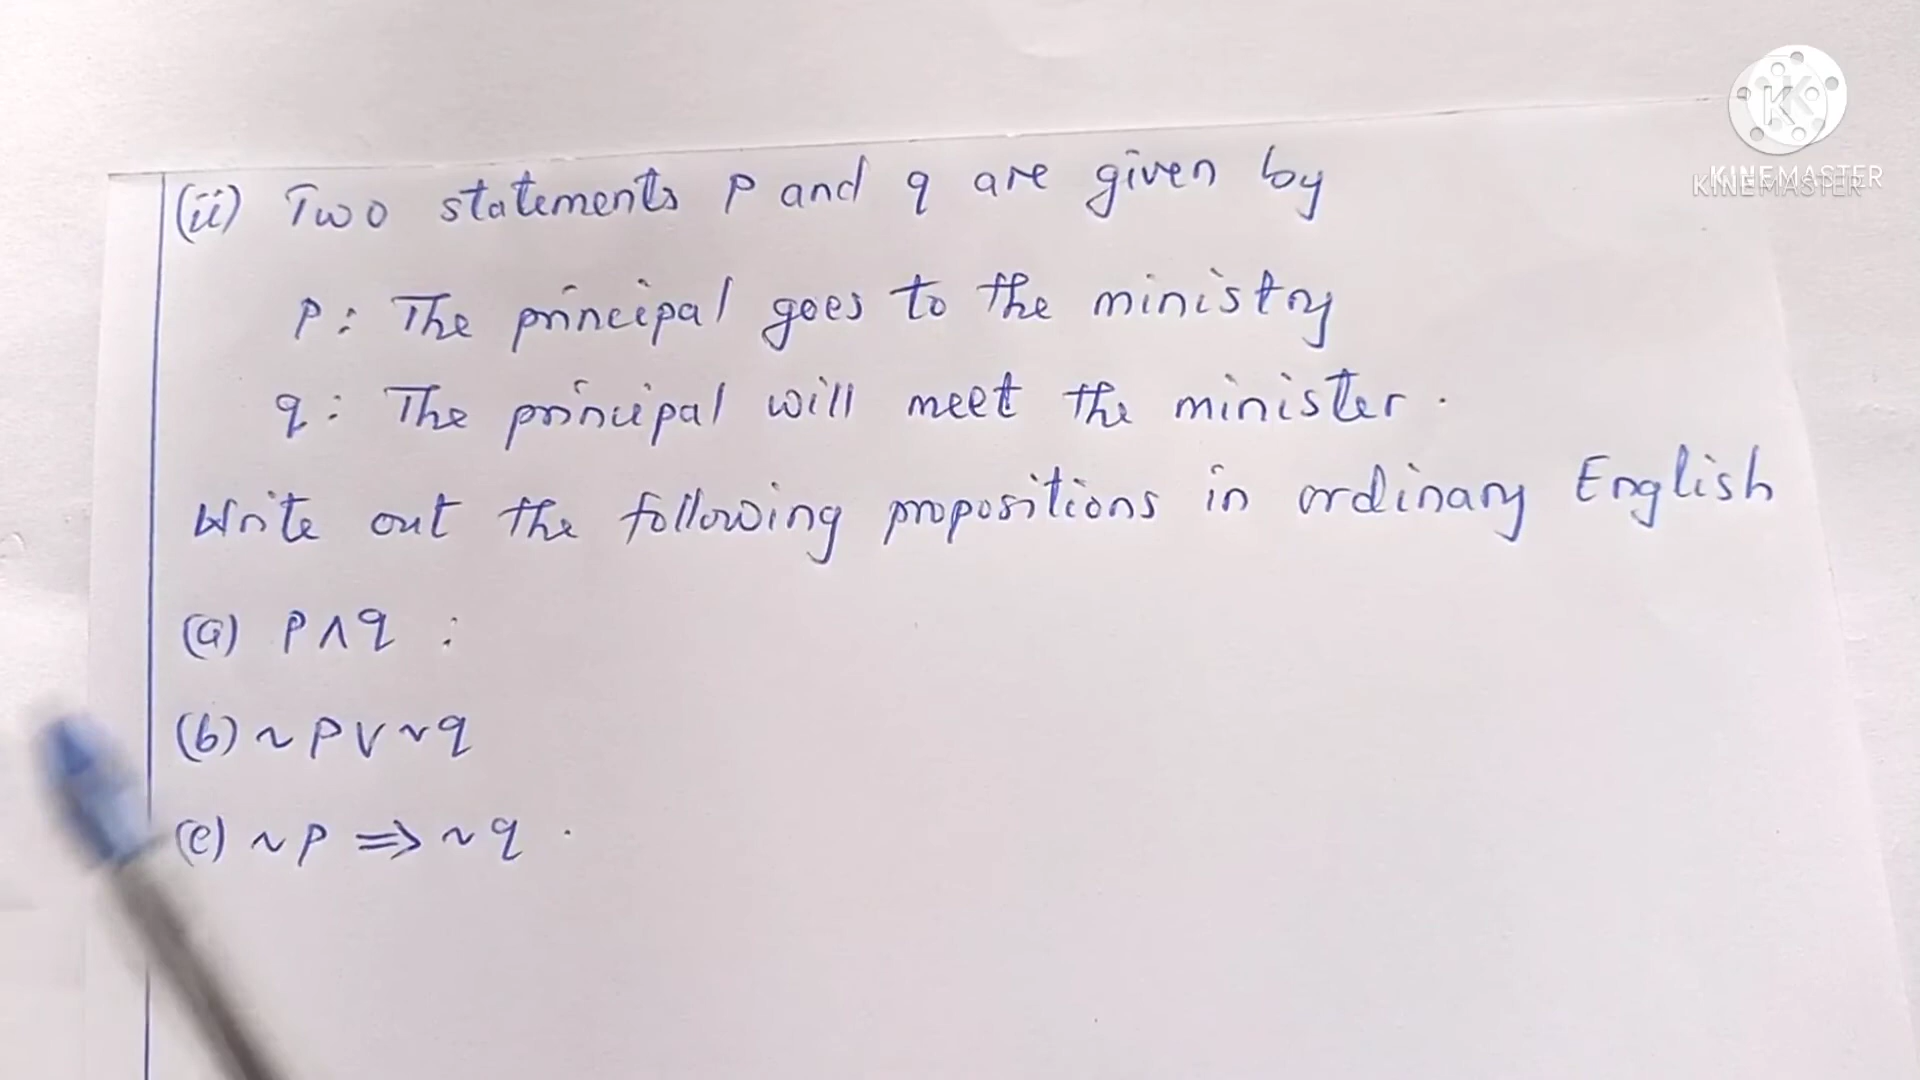 (ii) Two statements p and q are given by
p: The principal goes to the ministry
q: The principal will meet the minister.
Write out the following propositions in ordinary English
(a) p ∧ q :
(b) ~p ∨ ~q
(c) ~p ⇒ ~q .
KINEMASTER
KINEMASTER